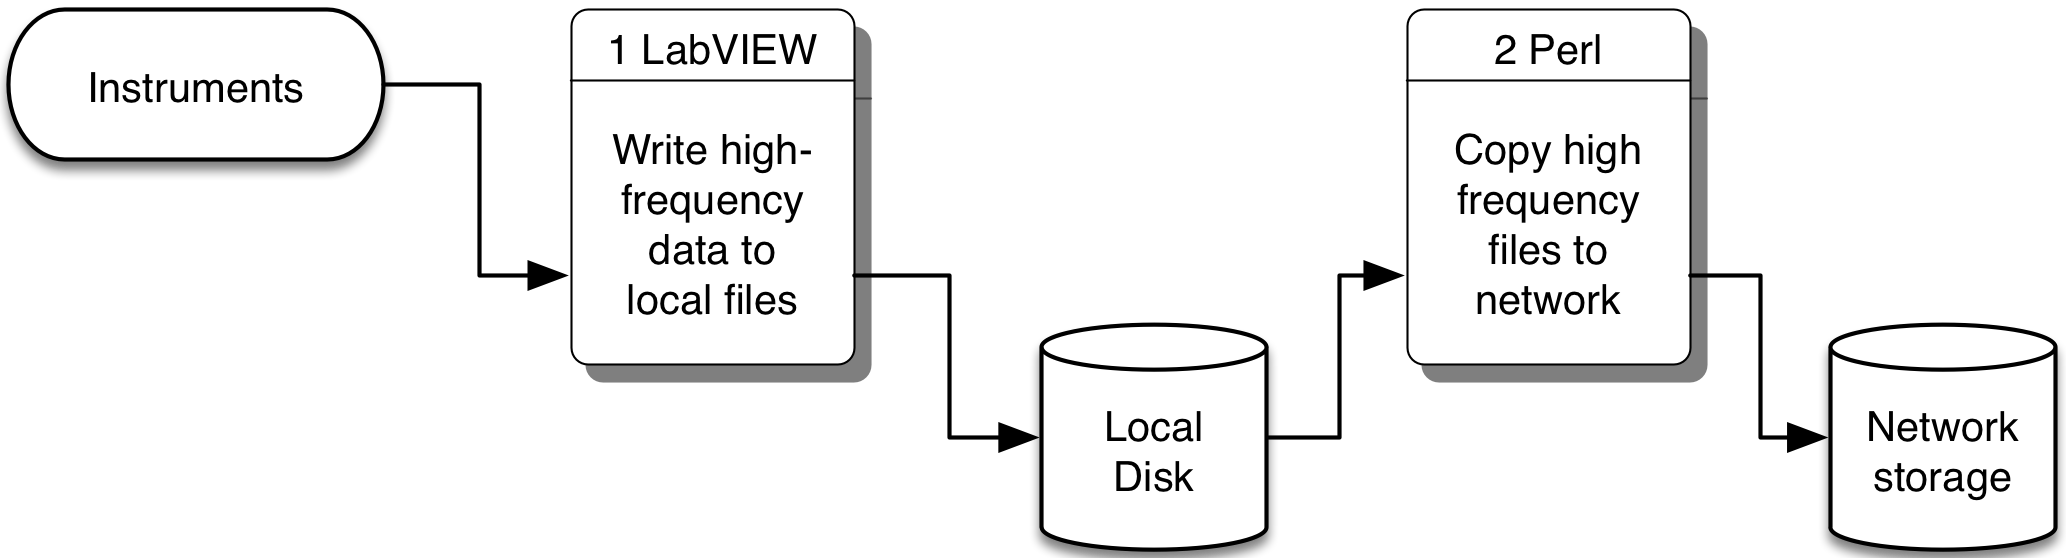 Instruments
1 LabVIEW
Write high-
frequency
data to
local files
Local
Disk
2 Perl
Copy high
frequency
files to
network
Network
storage